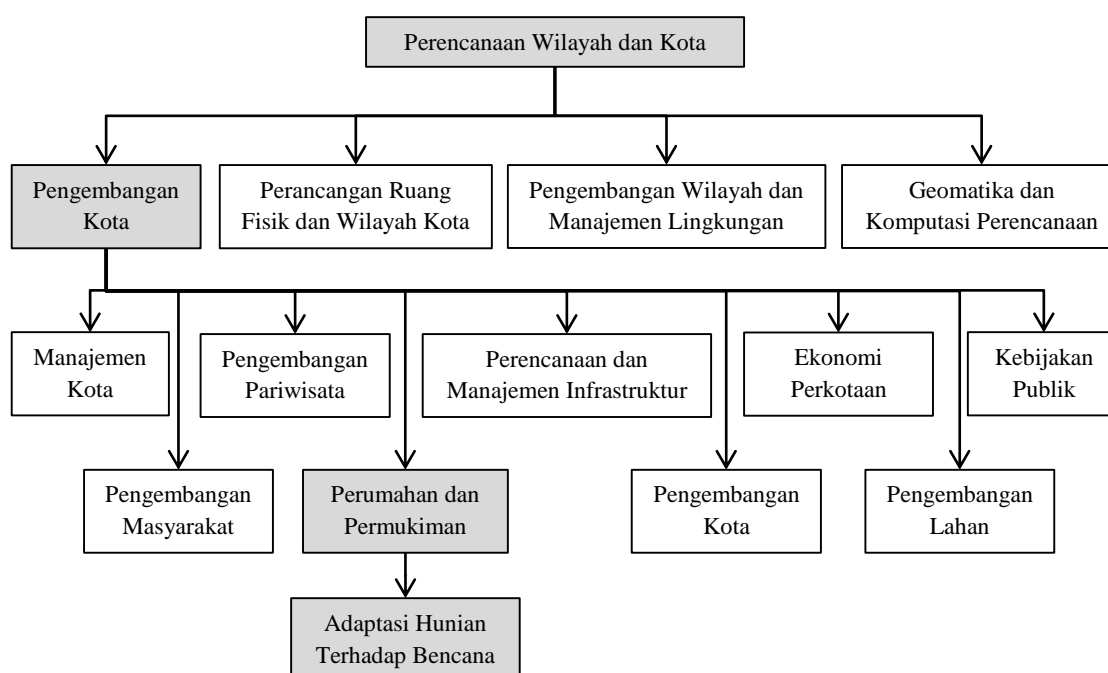 Perencanaan Wilayah dan Kota
Pengembangan
Kota
Perancangan Ruang
Fisik dan Wilayah Kota
Pengembangan Wilayah dan
Manajemen Lingkungan
Geomatika dan
Komputasi Perencanaan
Manajemen
Kota
Pengembangan
Pariwisata
Perencanaan dan
Manajemen Infrastruktur
Ekonomi
Perkotaan
Kebijakan
Publik
Pengembangan
Masyarakat
Perumahan dan
Permukiman
Pengembangan
Kota
Pengembangan
Lahan
Adaptasi Hunian
Terhadap Bencana